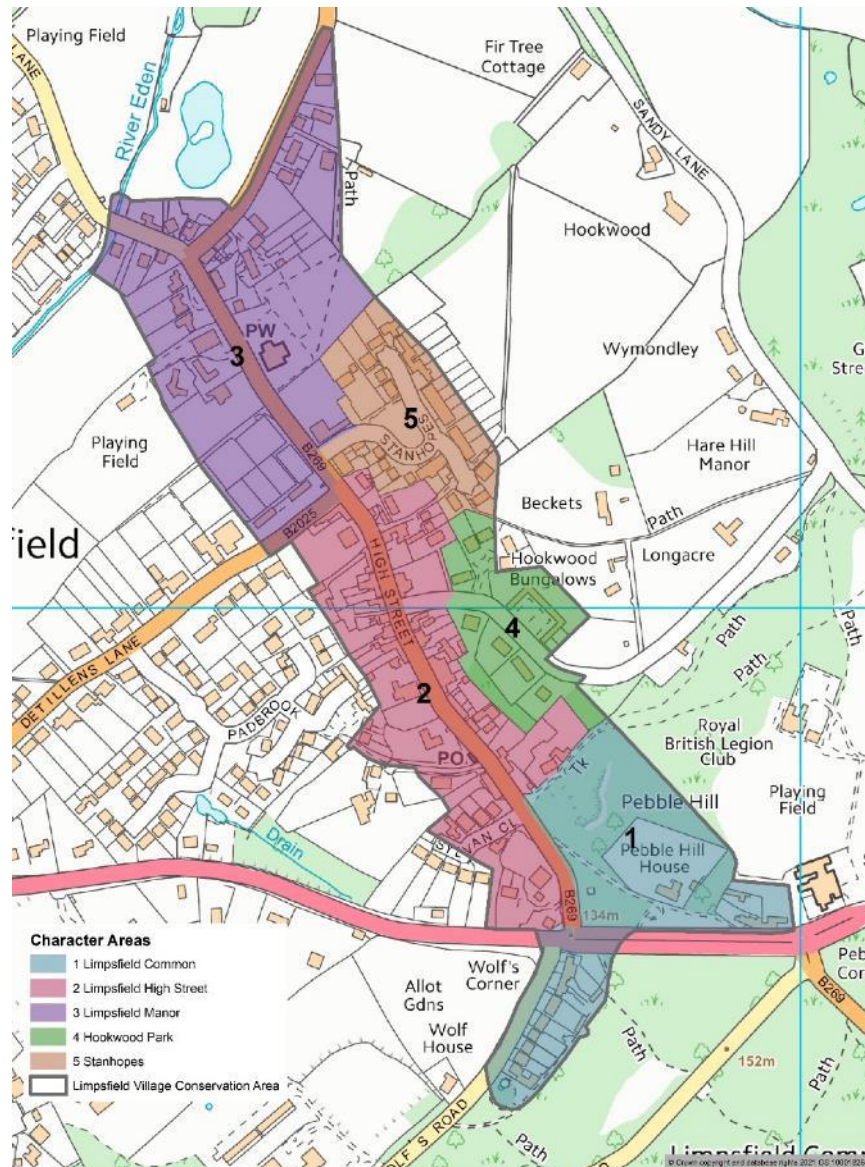 Playing Field
LANE
River Eden
Fir Tree
Cottage
SANDY LANE
Path
Hookwood
PW
3
Wymondley
5
STANHOPES
Playing
Field
B269
Hare Hill
Manor
Beckets
Path
B2025
field
Longacre
Hookwood
Bungalows
HIGH STREET
4
Path
Path
DETILLENS LANE
2
PADBROOK
Royal
British Legion
Club
PO
Tk
Pebble Hill
Playing
Field
1
Drain
Pebble Hill
House
B269
134m
Character Areas
1 Limpsfield Common
2 Limpsfield High Street
3 Limpsfield Manor
4 Hookwood Park
5 Stanhopes
Limpsfield Village Conservation Area
Wolf's
Corner
Allot
Gdns
Wolf
House
B269
Path
152m
Path
Path